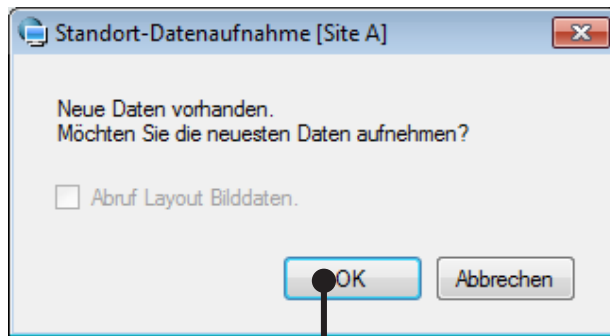 Standort-Datenaufnahme [Site A]
Neue Daten vorhanden.
Möchten Sie die neuesten Daten aufnehmen?
Abruf Layout Bilddaten.
OK
Abbrechen